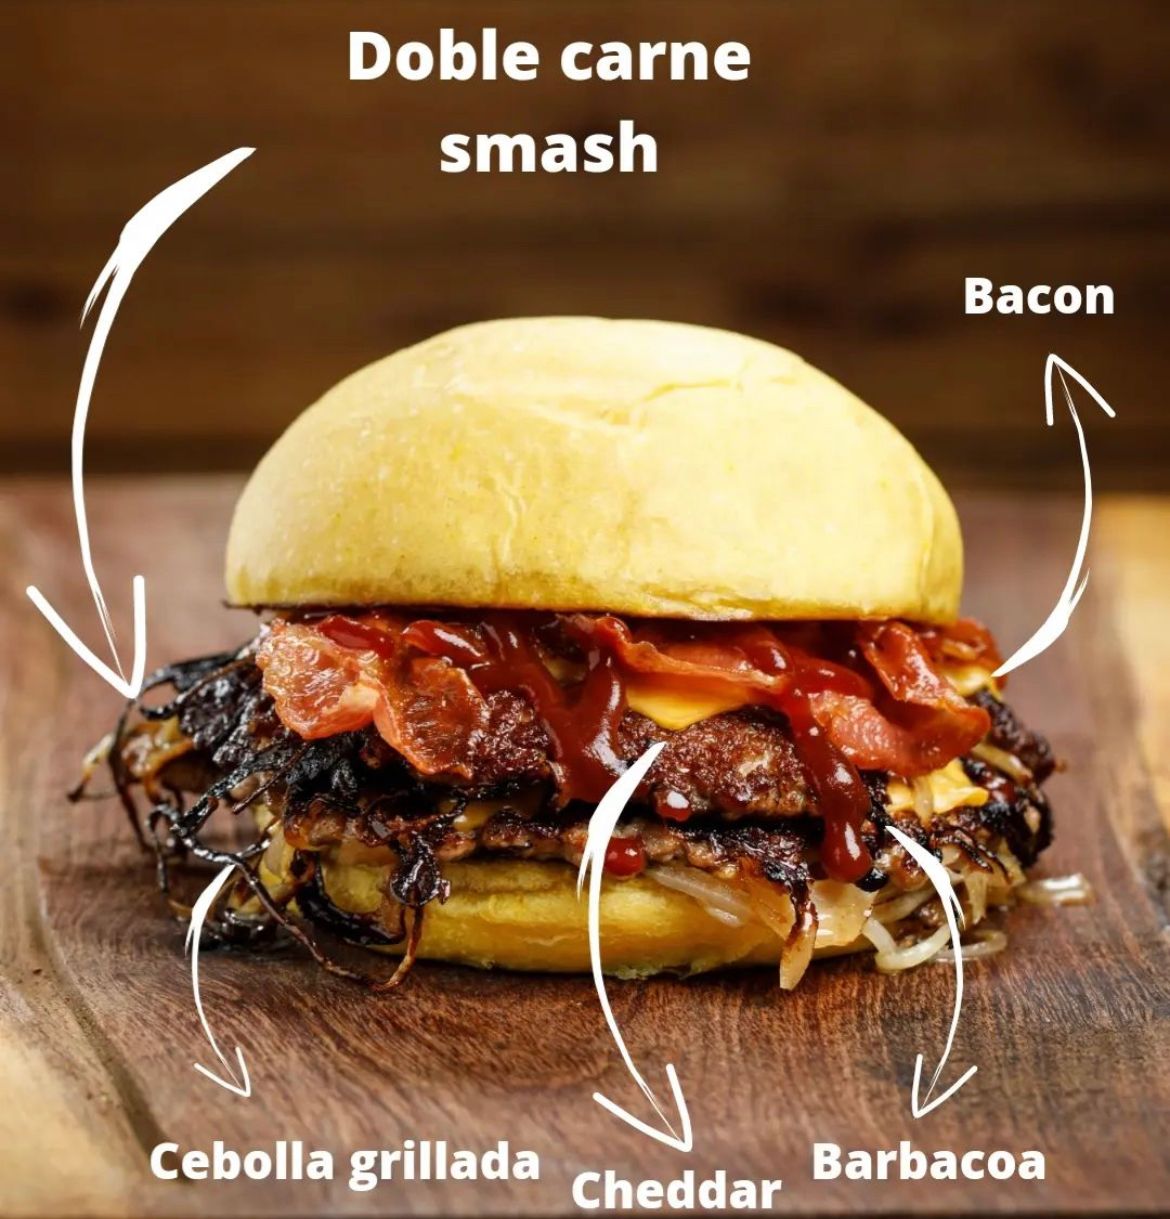 Doble carne
smash
Bacon
Cebolla grillada
Cheddar
Barbacoa